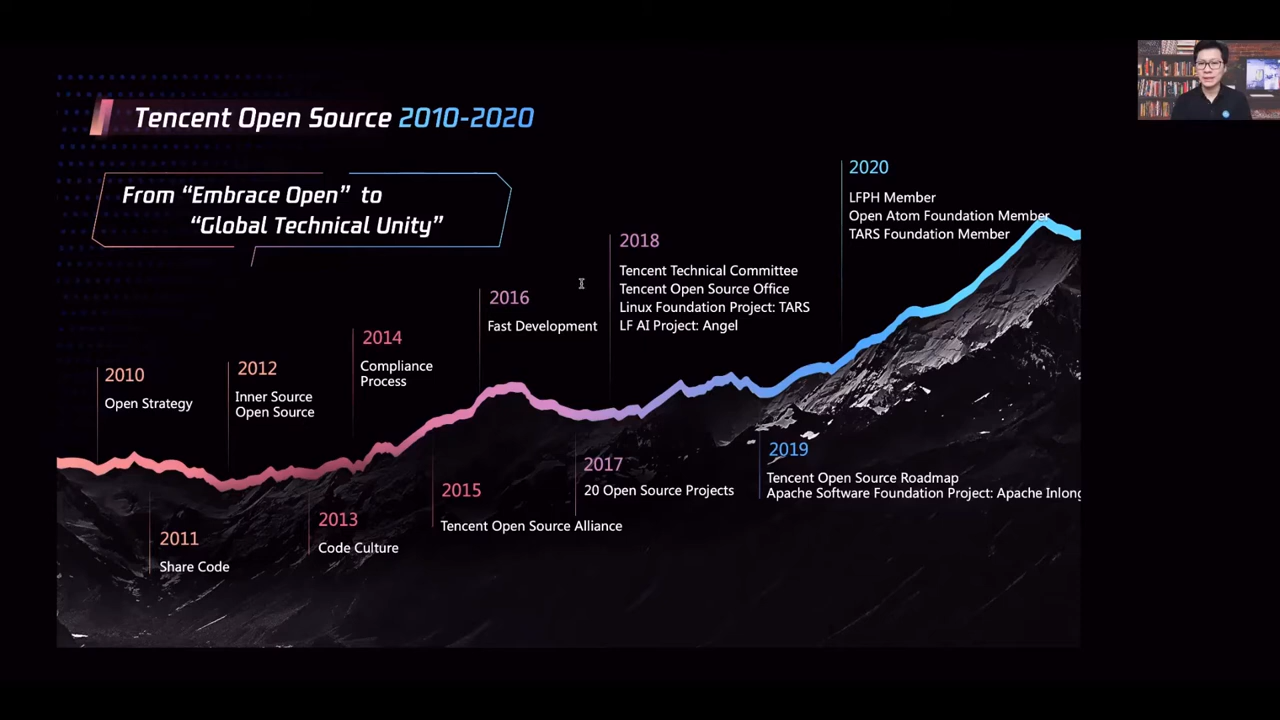 Tencent Open Source 2010-2020
From “Embrace Open” to
“Global Technical Unity”
2010
Open Strategy
2011
Share Code
2012
Inner Source
Open Source
2013
Code Culture
2014
Compliance
Process
2015
Tencent Open Source Alliance
2016
Fast Development
2017
20 Open Source Projects
2018
Tencent Technical Committee
Tencent Open Source Office
Linux Foundation Project: TARS
LF AI Project: Angel
2019
Tencent Open Source Roadmap
Apache Software Foundation Project: Apache Inlong
2020
LFPH Member
Open Atom Foundation Member
TARS Foundation Member